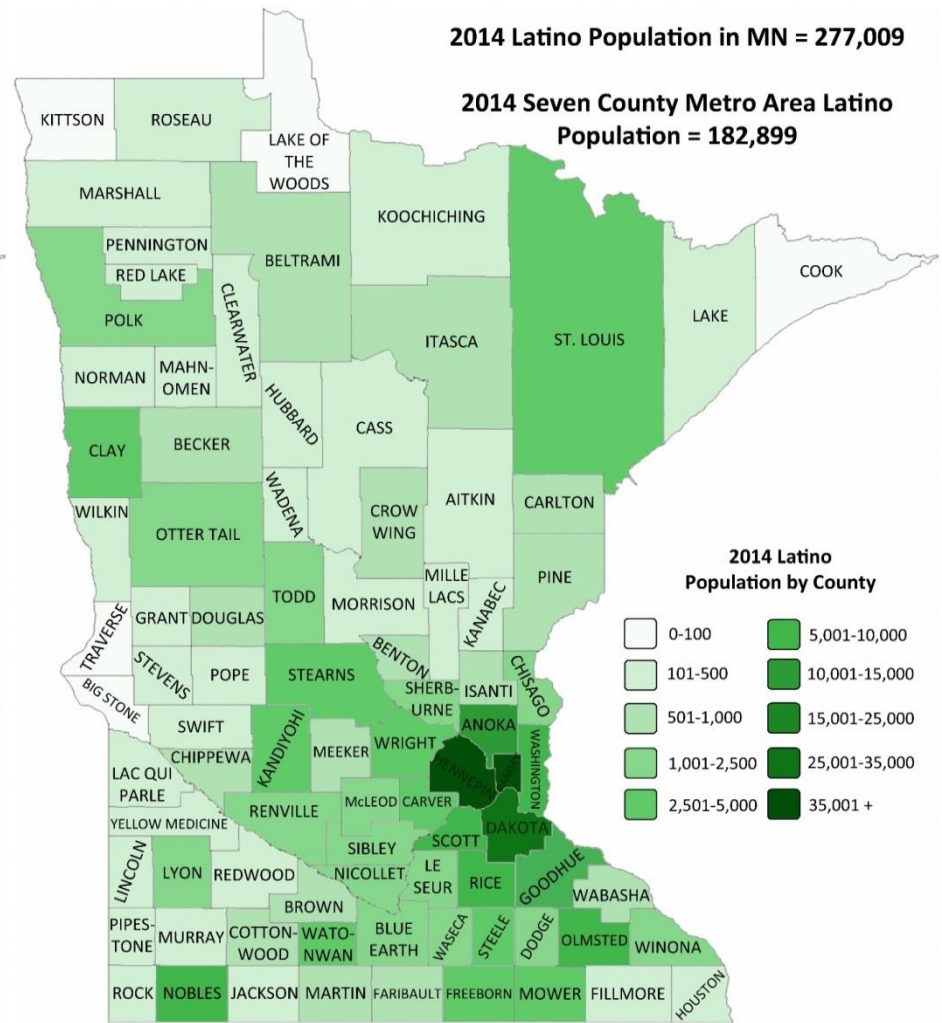 2014 Latino Population in MN = 277,009
2014 Seven County Metro Area Latino
Population = 182,899
KITTSON
ROSEAU
LAKE OF
THE
WOODS
MARSHALL
KOOCHICHING
PENNINGTON
RED LAKE
BELTRAMI
COOK
CLEARWATER
POLK
LAKE
ITASCA
ST. LOUIS
NORMAN
MAHN-
OMEN
HUBBARD
CASS
CLAY
BECKER
WADENA
AITKIN
CARLTON
WILKIN
CROW
WING
OTTER TAIL
MILLE
LACS
PINE
TODD
MORRISON
KANABEC
TRAVERSE
GRANT
DOUGLAS
BENTON
STEVENS
POPE
STEARNS
SHERB-
URNE
ISANTI
CHISAGO
BIG STONE
SWIFT
KANDIYOHI
ANOKA
WRIGHT
MEEKER
CHIPPEWA
HENNEPIN
RAMSEY
WASHINGTON
LAC QUI
PARLE
McLEOD
CARVER
RENVILLE
YELLOW MEDICINE
DAKOTA
SCOTT
SIBLEY
LINCOLN
LYON
REDWOOD
NICOLLET
LE
SEUR
RICE
GOODHUE
WABASHA
BROWN
PIPES-
TONE
MURRAY
COTTON-
WOOD
WATO-
NWAN
BLUE
EARTH
WASECA
STEELE
DODGE
OLMSTED
WINONA
ROCK
NOBLES
JACKSON
MARTIN
FARIBAULT
FREEBORN
MOWER
FILLMORE
HOUSTON
2014 Latino
Population by County
0-100
101-500
501-1,000
1,001-2,500
2,501-5,000
5,001-10,000
10,001-15,000
15,001-25,000
25,001-35,000
35,001 +